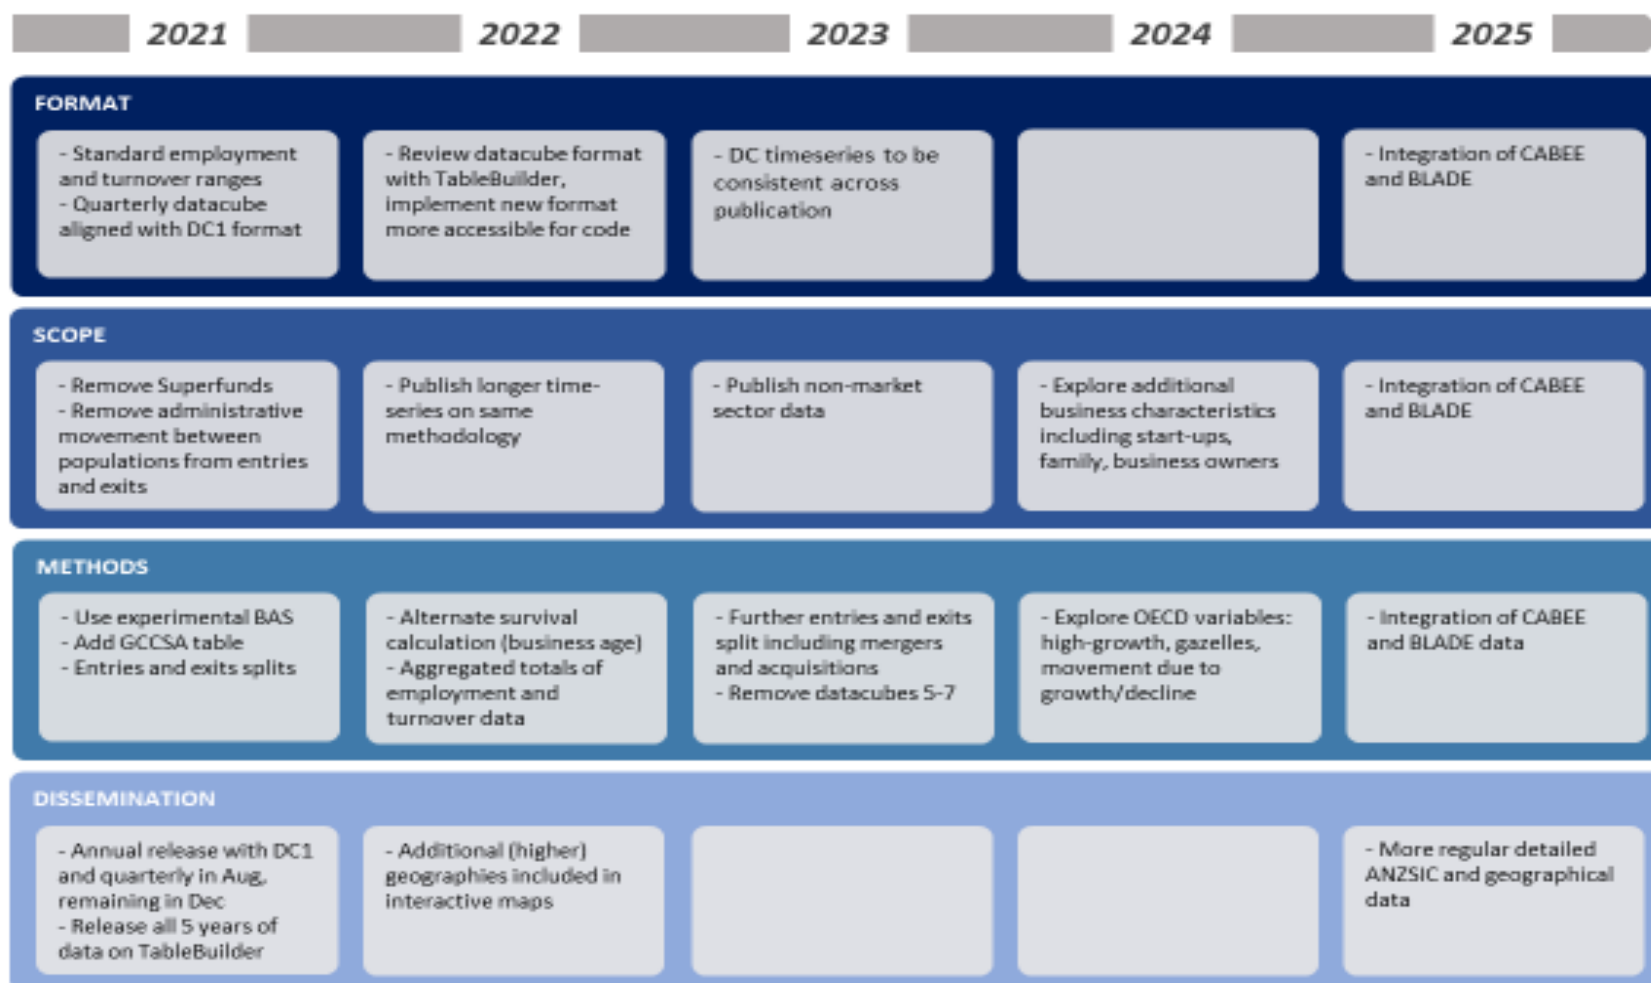 2021
2022
2023
2024
2025
FORMAT
- Standard employment
and turnover ranges
- Quarterly datacube
aligned with DC1 format
- Review datacube format
with TableBuilder,
implement new format
more accessible for code
- DC timeseries to be
consistent across
publication
- Integration of CABEE
and BLADE
SCOPE
- Remove Superfunds
- Remove administrative
movement between
populations from entries
and exits
- Publish longer time-
series on same
methodology
- Publish non-market
sector data
- Explore additional
business characteristics
including start-ups,
family, business owners
- Integration of CABEE
and BLADE
METHODS
- Use experimental BAS
- Add GCCSA table
- Entries and exits splits
- Alternate survival
calculation (business age)
- Aggregated totals of
employment and
turnover data
- Further entries and exits
split including mergers
and acquisitions
- Remove datacubes 5-7
- Explore OECD variables:
high-growth, gazelles,
movement due to
growth/decline
- Integration of CABEE
and BLADE data
DISSEMINATION
- Annual release with DC1
and quarterly in Aug,
remaining in Dec
- Release all 5 years of
data on TableBuilder
- Additional (higher)
geographies included in
interactive maps
- More regular detailed
ANZSIC and geographical
data